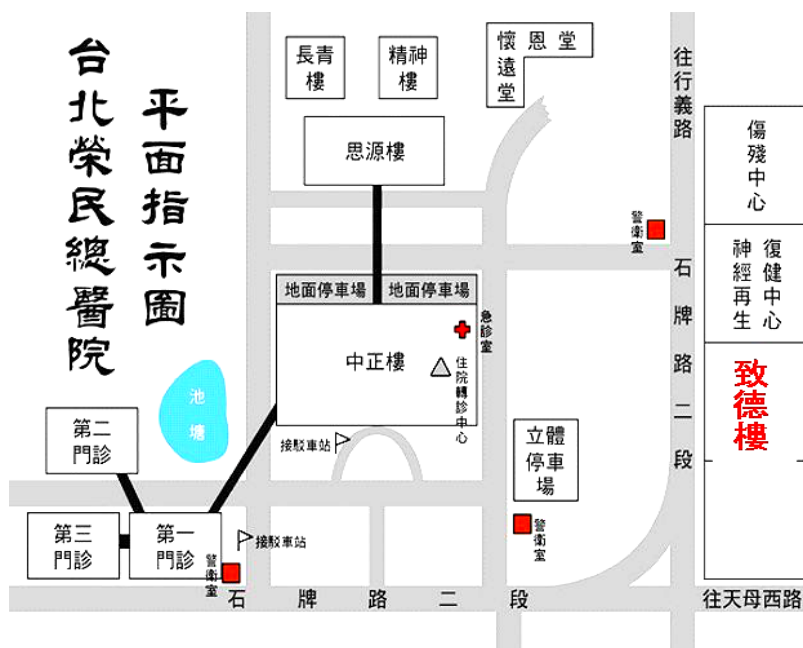 台北榮民總醫院
平面指示圖
長青
樓
精神
樓
懷恩堂
遠
堂
往行義路
思源樓
傷殘中心
警衛室
石牌路二段
神經再生
復健中心
地面停車場
地面停車場
急診室
中正樓
住院轉診中心
致德樓
池塘
第二
門診
接駁車站
立體
停車
場
第三
門診
第一
門診
接駁車站
警衛室
警衛室
石牌路二段
往天母西路